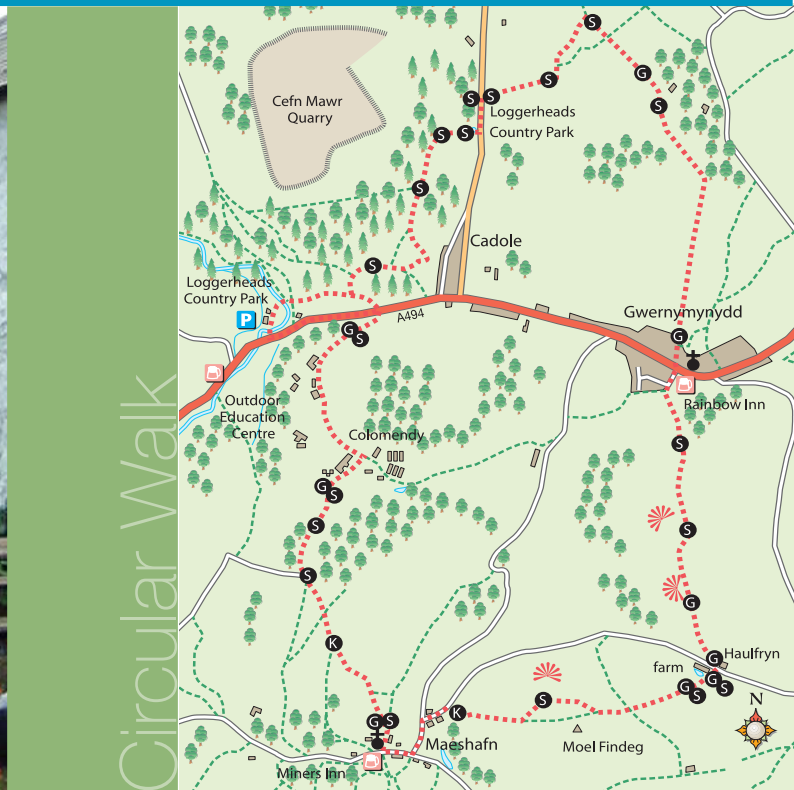 Circular Walk
Cefn Mawr
Quarry
S
S
G
S
S
S
Loggerheads
Country Park
S
S
S
S
Cadole
Loggerheads
Country Park
P
A494
G
S
Gwernymynydd
G
Rainbow Inn
Outdoor
Education
Centre
Colomendy
S
G
S
S
S
S
G
K
G
Haulfryn
farm
G
S
G
S
S
K
G
S
N
Maeshafn
Moel Findeg
Miners Inn